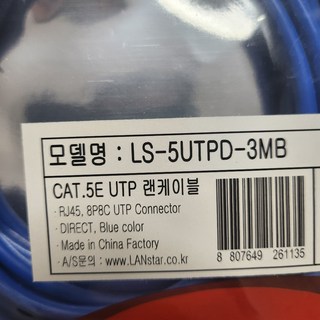 모델명 : LS-5UTPD-3MB
CAT.5E UTP 랜케이블
· RJ45, 8P8C UTP Connector
· DIRECT, Blue color
· Made in China Factory
· A/S문의 : www.LANstar.co.kr
8 807649 261135